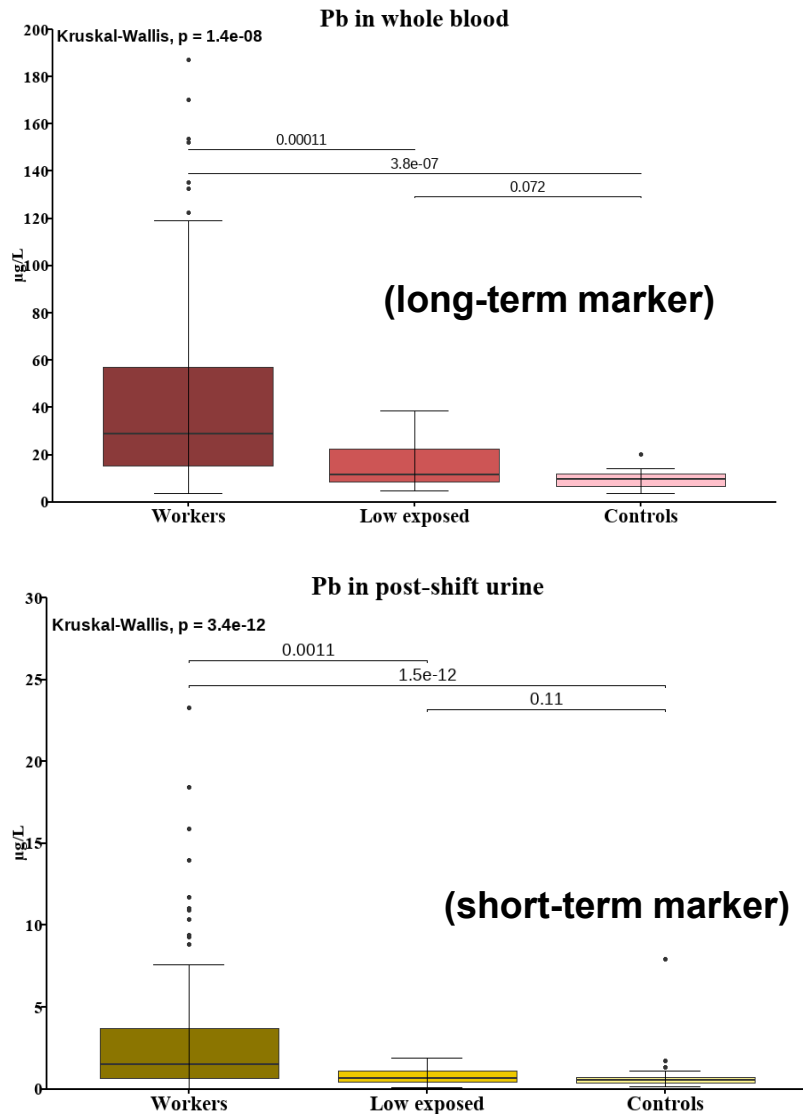 Pb in whole blood
Kruskal-Wallis, p = 1.4e-08
200
180
160
140
120
100
80
60
40
20
0
µg/L
0.00011
3.8e-07
0.072
(long-term marker)
Workers Low exposed Controls
Pb in post-shift urine
Kruskal-Wallis, p = 3.4e-12
30
25
20
15
10
5
0
µg/L
0.0011
1.5e-12
0.11
(short-term marker)
Workers Low exposed Controls